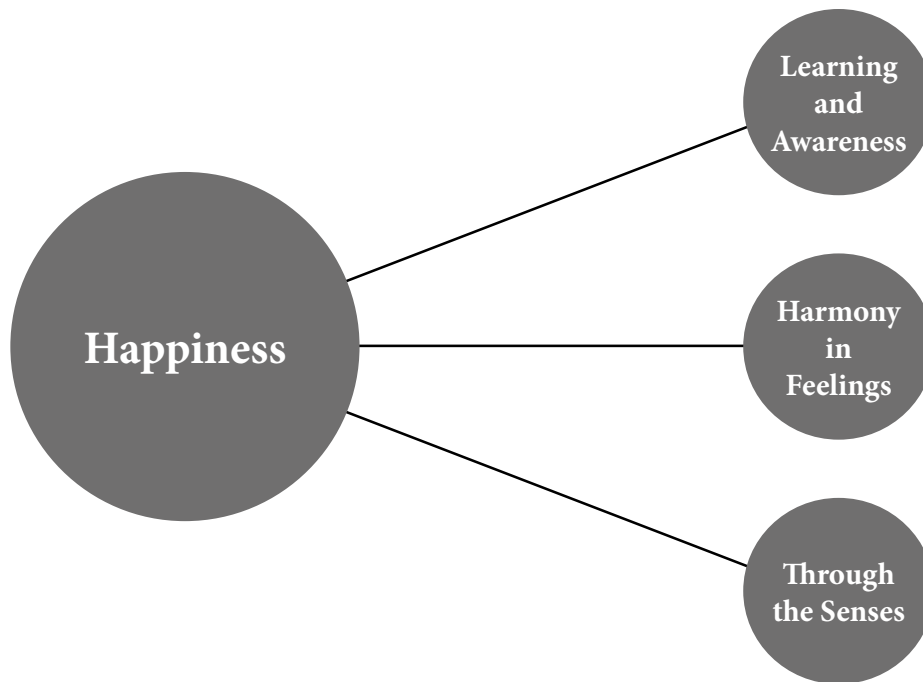 Learning
and
Awareness
Happiness
Harmony
in
Feelings
Through
the Senses